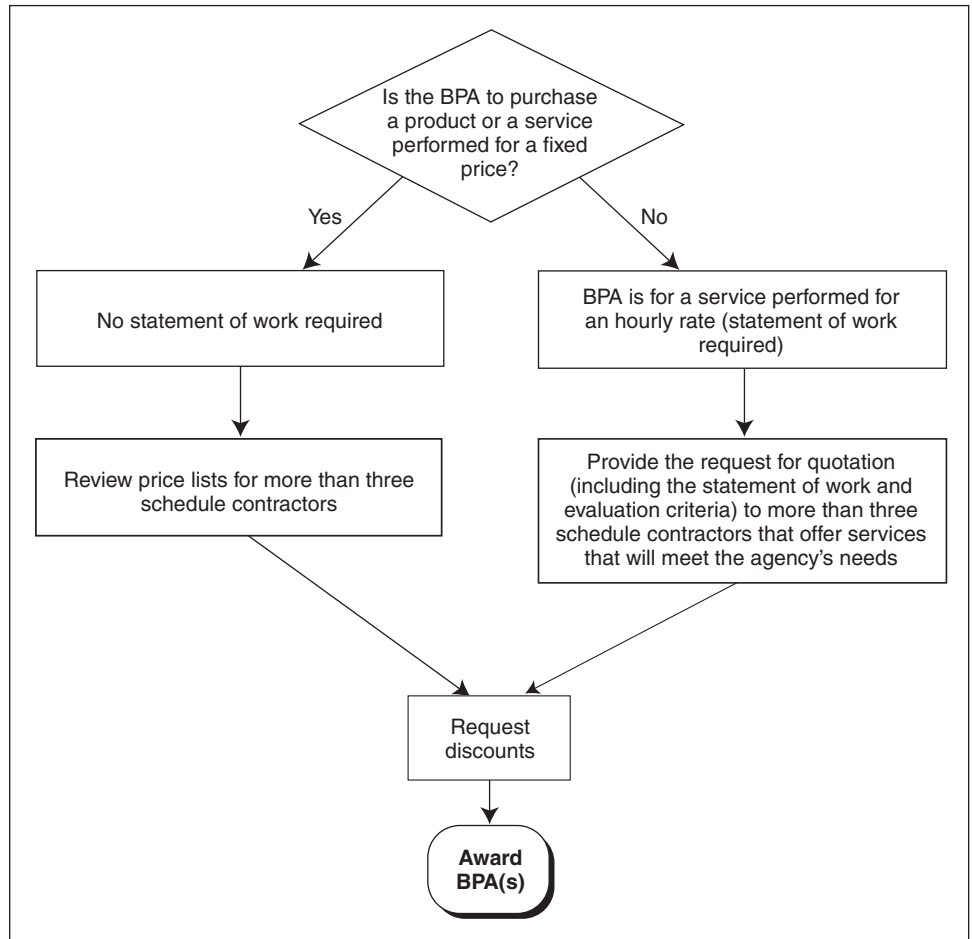 Is the BPA to purchase
a product or a service
performed for a fixed
price?
Yes
No
No statement of work required
BPA is for a service performed for
an hourly rate (statement of work
required)
Review price lists for more than three
schedule contractors
Provide the request for quotation
(including the statement of work and
evaluation criteria) to more than three
schedule contractors that offer services
that will meet the agency's needs
Request
discounts
Award
BPA(s)